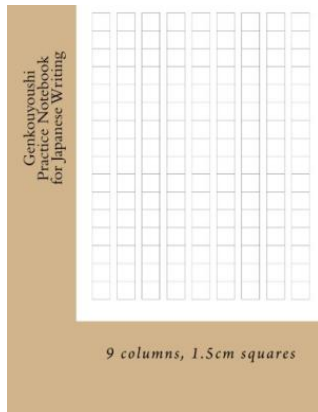 Genkouyoushi
Practice Notebook
for Japanese Writing
9 columns, 1.5cm squares